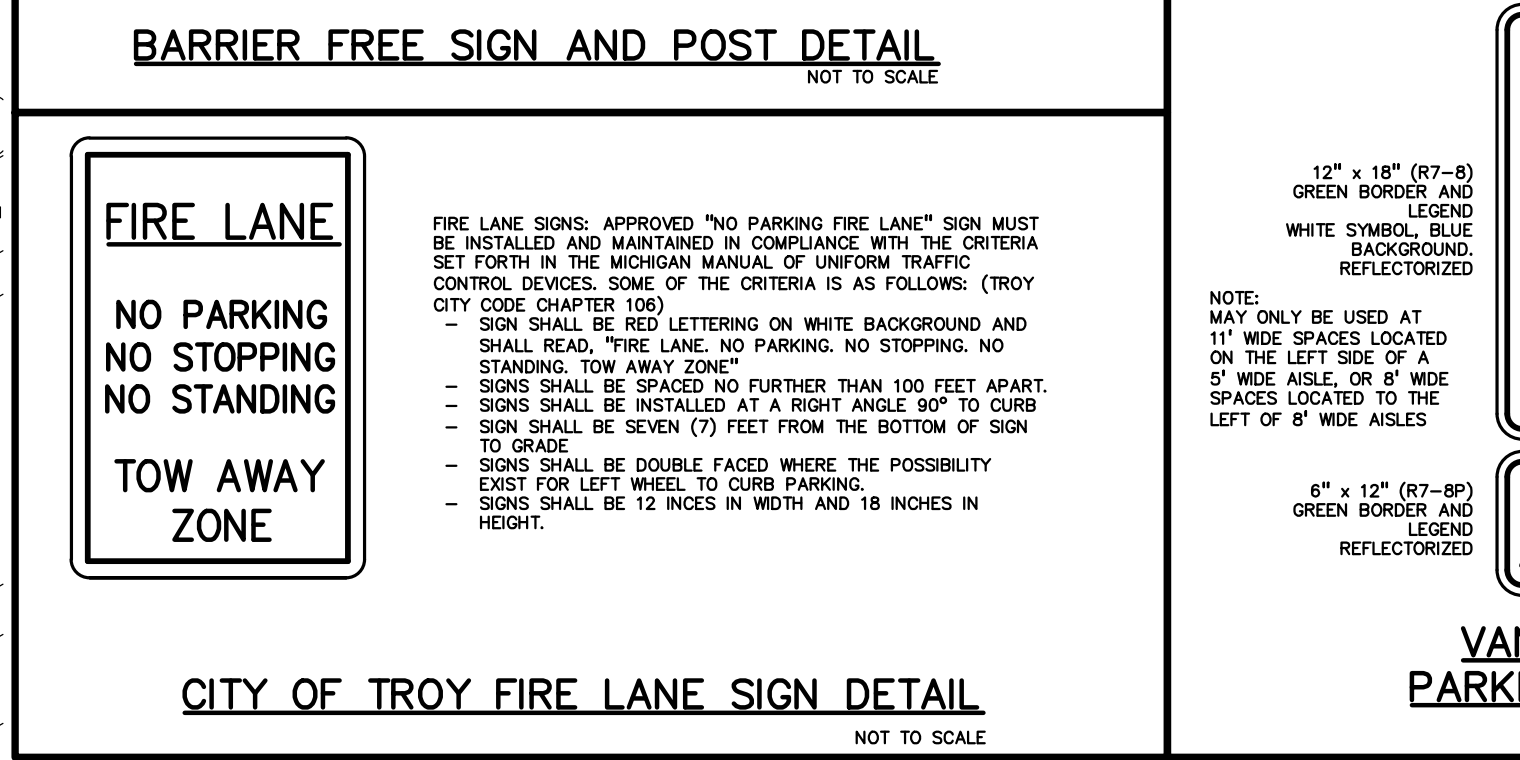 BARRIER FREE SIGN AND POST DETAIL
NOT TO SCALE
FIRE LANE
NO PARKING
NO STOPPING
NO STANDING
TOW AWAY
ZONE
FIRE LANE SIGNS: APPROVED "NO PARKING FIRE LANE" SIGN MUST
BE INSTALLED AND MAINTAINED IN COMPLIANCE WITH THE CRITERIA
SET FORTH IN THE MICHIGAN MANUAL OF UNIFORM TRAFFIC
CONTROL DEVICES. SOME OF THE CRITERIA IS AS FOLLOWS: (TROY
CITY CODE CHAPTER 106)
– SIGN SHALL BE RED LETTERING ON WHITE BACKGROUND AND
SHALL READ, "FIRE LANE. NO PARKING. NO STOPPING. NO
STANDING. TOW AWAY ZONE"
– SIGNS SHALL BE SPACED NO FURTHER THAN 100 FEET APART.
– SIGNS SHALL BE INSTALLED AT A RIGHT ANGLE 90° TO CURB
– SIGN SHALL BE SEVEN (7) FEET FROM THE BOTTOM OF SIGN
TO GRADE
– SIGNS SHALL BE DOUBLE FACED WHERE THE POSSIBILITY
EXIST FOR LEFT WHEEL TO CURB PARKING.
– SIGNS SHALL BE 12 INCES IN WIDTH AND 18 INCHES IN
HEIGHT.
CITY OF TROY FIRE LANE SIGN DETAIL
NOT TO SCALE
12" x 18" (R7–8)
GREEN BORDER AND
LEGEND
WHITE SYMBOL, BLUE
BACKGROUND.
REFLECTORIZED
NOTE:
MAY ONLY BE USED AT
11' WIDE SPACES LOCATED
ON THE LEFT SIDE OF A
5' WIDE AISLE, OR 8' WIDE
SPACES LOCATED TO THE
LEFT OF 8' WIDE AISLES
6" x 12" (R7–8P)
GREEN BORDER AND
LEGEND
REFLECTORIZED